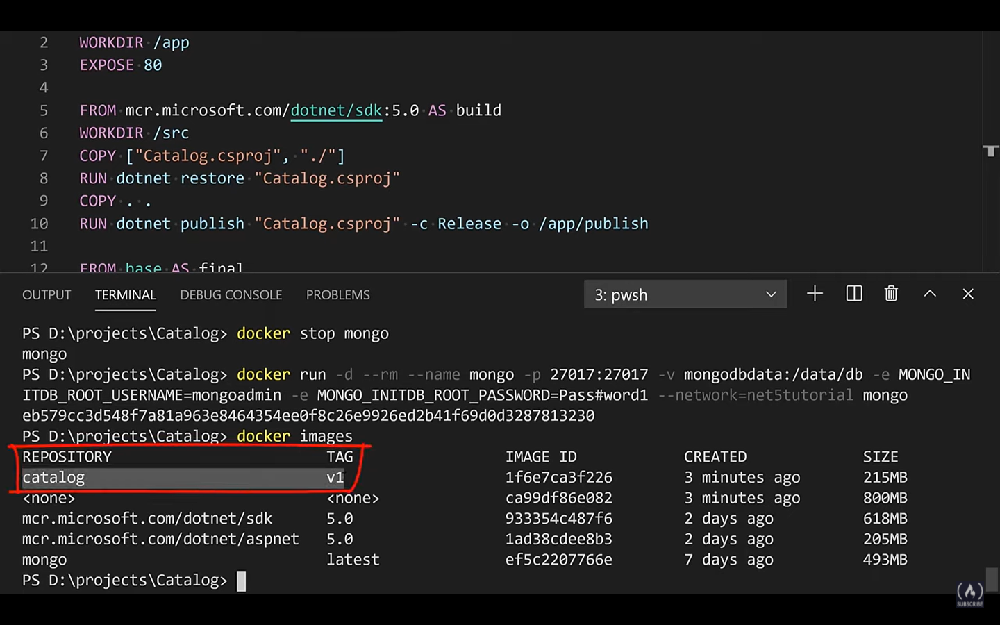 2 WORKDIR /app
3 EXPOSE 80
4
5 FROM mcr.microsoft.com/dotnet/sdk:5.0 AS build
6 WORKDIR /src
7 COPY ["Catalog.csproj", "./"]
8 RUN dotnet restore "Catalog.csproj"
9 COPY . .
10 RUN dotnet publish "Catalog.csproj" -c Release -o /app/publish
11
12 FROM base AS final
OUTPUT TERMINAL DEBUG CONSOLE PROBLEMS 3: pwsh
PS D:\projects\Catalog> docker stop mongo
mongo
PS D:\projects\Catalog> docker run -d --rm --name mongo -p 27017:27017 -v mongodbdata:/data/db -e MONGO_IN
ITDB_ROOT_USERNAME=mongoadmin -e MONGO_INITDB_ROOT_PASSWORD=Pass#word1 --network=net5tutorial mongo
eb579cc3d548f7a81a963e8464354ee0f8c26e9926ed2b41f69d0d3287813230
PS D:\projects\Catalog> docker images
REPOSITORY TAG IMAGE ID CREATED SIZE
catalog v1 1f6e7ca3f226 3 minutes ago 215MB
<none> <none> ca99df86e082 3 minutes ago 800MB
mcr.microsoft.com/dotnet/sdk 5.0 933354c487f6 2 days ago 618MB
mcr.microsoft.com/dotnet/aspnet 5.0 1ad38cdee8b3 2 days ago 205MB
mongo latest ef5c2207766e 7 days ago 493MB
PS D:\projects\Catalog>
SUBSCRIBE